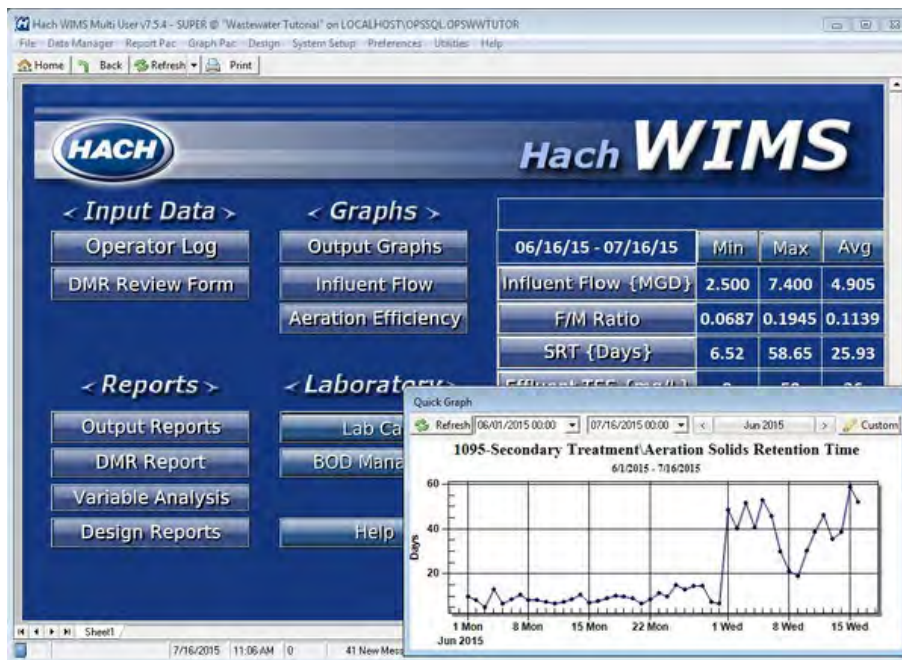 Hach WIMS Multi User v7.5.4 - SUPER @ "Wastewater Tutorial" on LOCALHOST\OPSSQL.OPSWWTUTOR
File Data Manager Report Pac Graph Pac Design System Setup Preferences Utilities Help
Home Back Refresh Print
HACH
Hach WIMS
< Input Data >
Operator Log
DMR Review Form
< Graphs >
Output Graphs
Influent Flow
Aeration Efficiency
06/16/15 - 07/16/15 Min Max Avg
Influent Flow {MGD} 2.500 7.400 4.905
F/M Ratio 0.0687 0.1945 0.1139
SRT {Days} 6.52 58.65 25.93
< Reports >
Output Reports
DMR Report
Variable Analysis
Design Reports
< Laboratory >
Lab Ca
BOD Mana
Help
Quick Graph
Refresh 06/01/2015 00:00 07/16/2015 00:00 < Jun 2015 > Custom
1095-Secondary Treatment\Aeration Solids Retention Time
6/1/2015 - 7/16/2015
Days
60
40
20
1 Mon 8 Mon 15 Mon 22 Mon 1 Wed 8 Wed 15 Wed
Jun 2015
Sheet1
7/16/2015 11:06 AM 0 41 New Mess